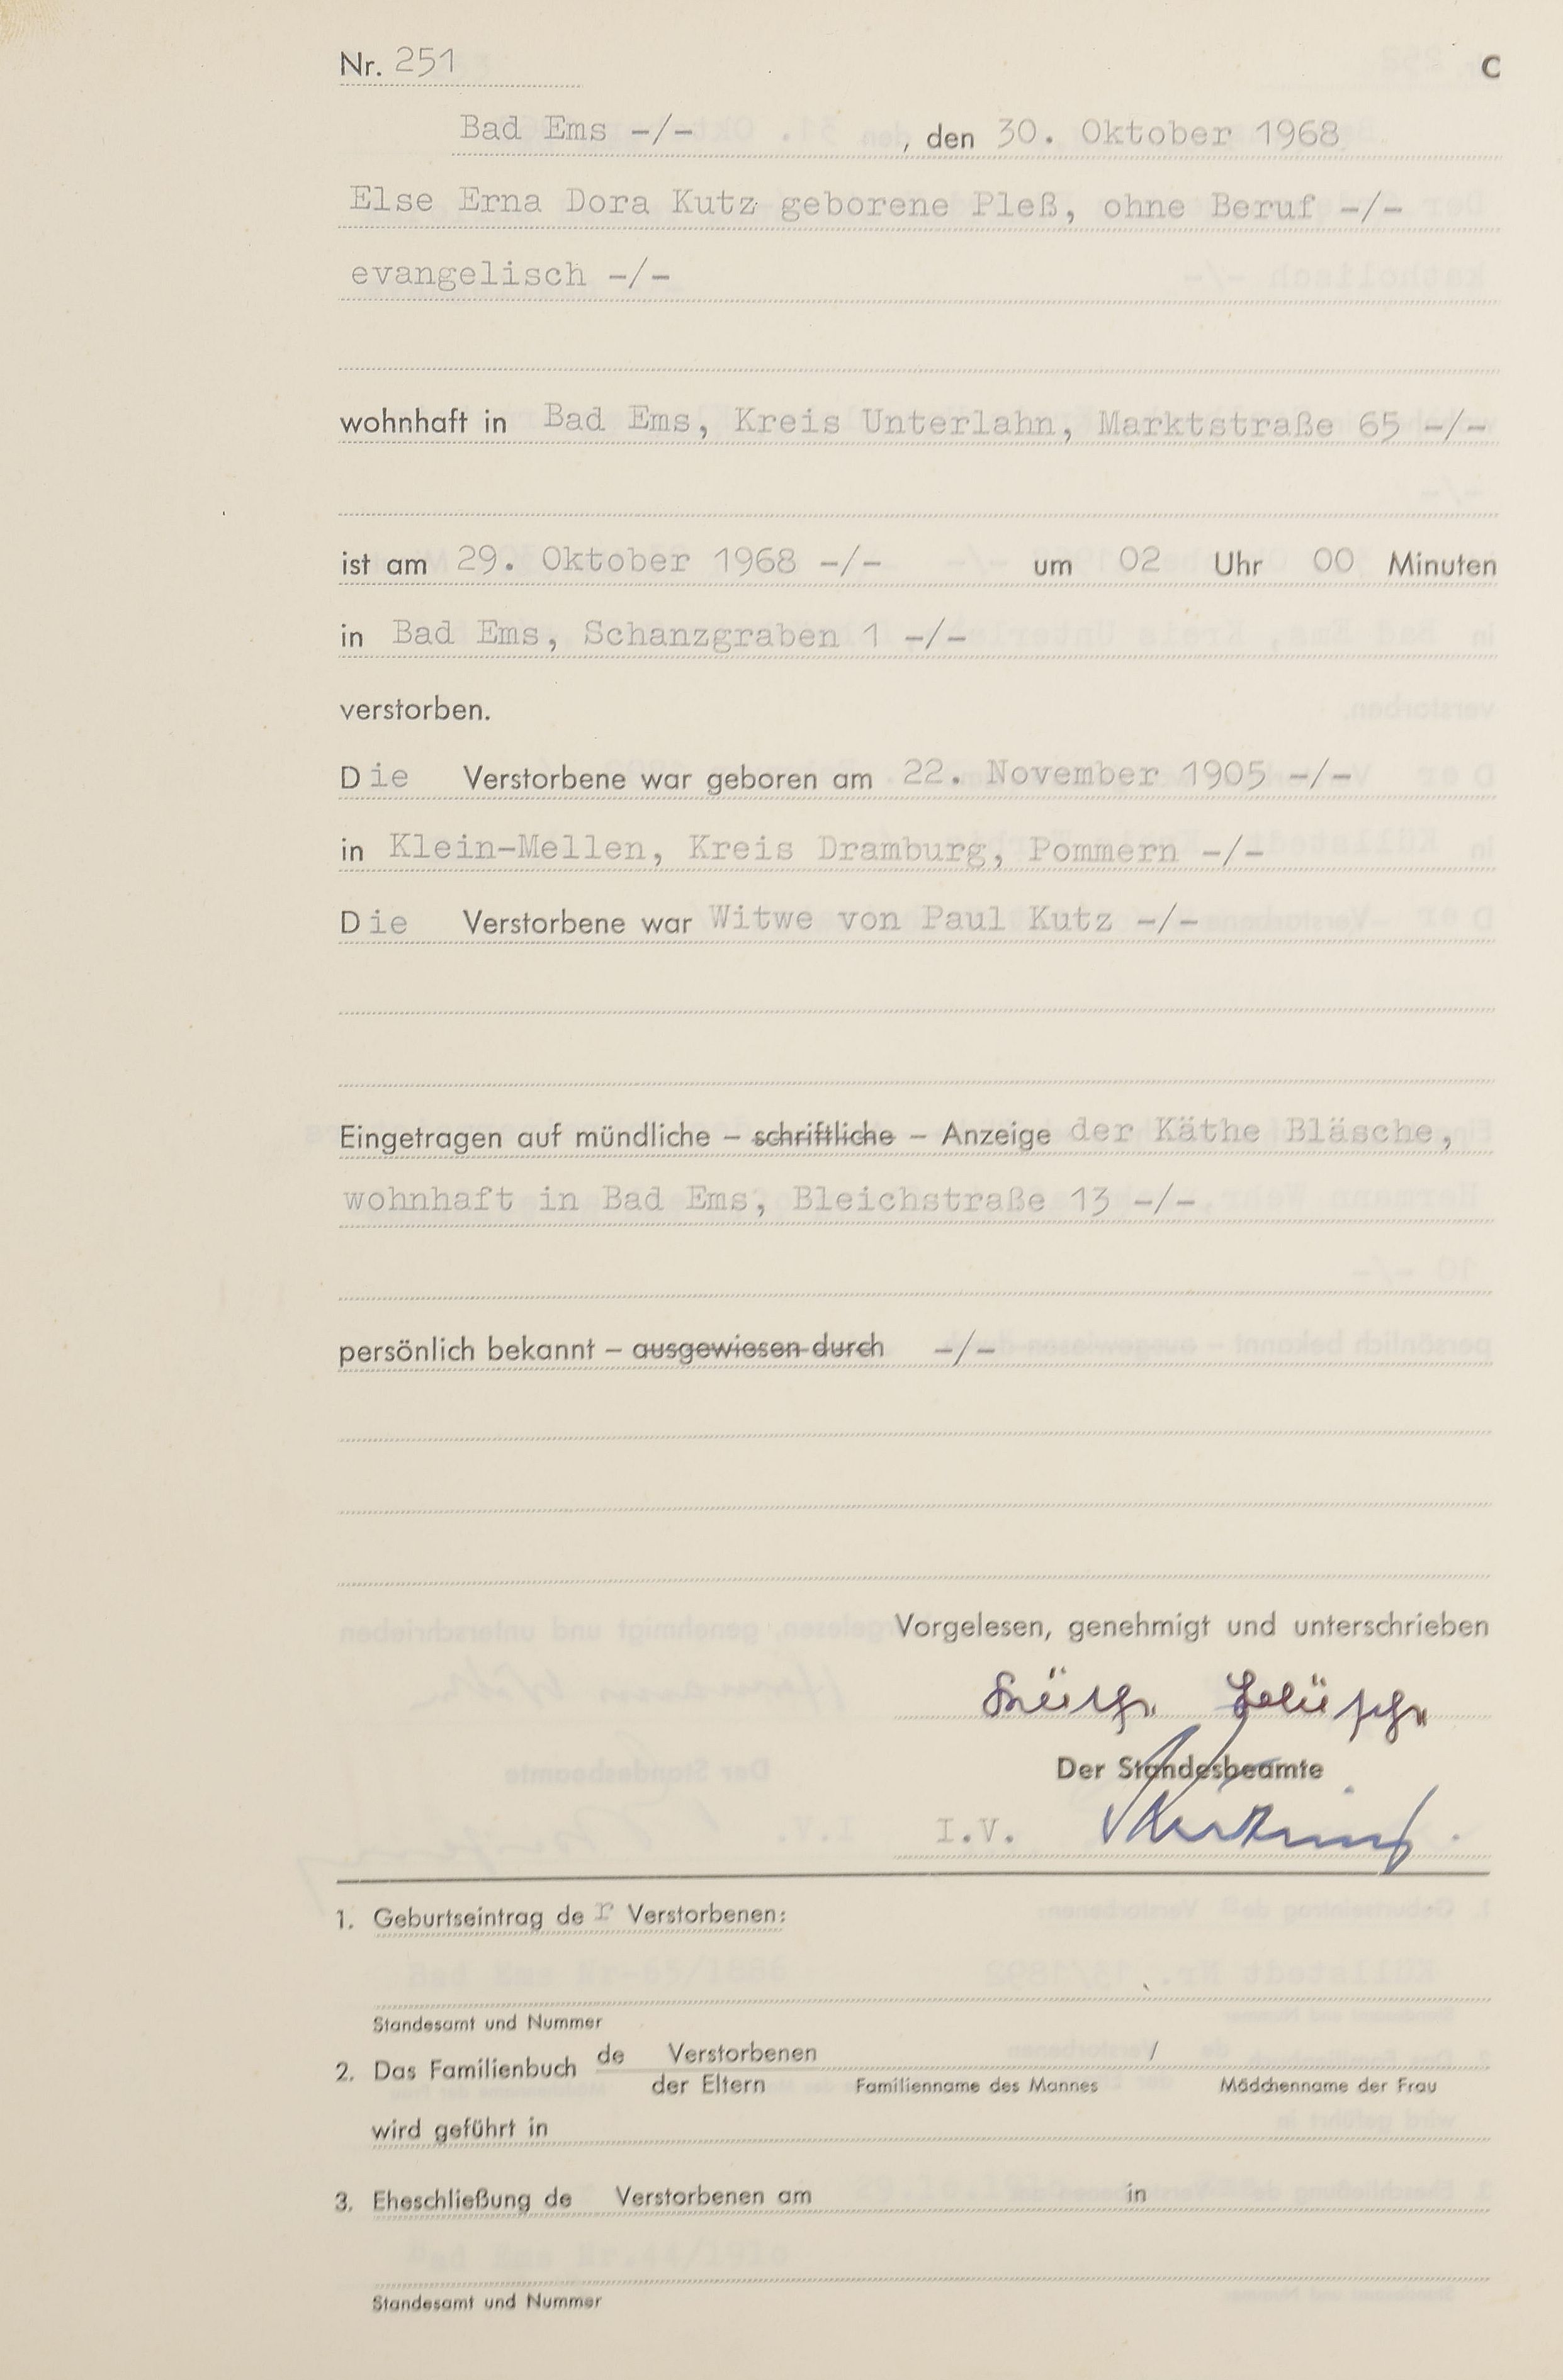 Nr. 251
C
Bad Ems -/- , den 30. Oktober 1968
Else Erna Dora Kutz geborene Pleß, ohne Beruf -/-
evangelisch -/-
wohnhaft in Bad Ems, Kreis Unterlahn, Marktstraße 65 -/-
ist am 29. Oktober 1968 -/- um 02 Uhr 00 Minuten
in Bad Ems, Schanzgraben 1 -/-
verstorben.
Die Verstorbene war geboren am 22. November 1905 -/-
in Klein-Mellen, Kreis Dramburg, Pommern -/-
Die Verstorbene war Witwe von Paul Kutz -/-
Eingetragen auf mündliche – schriftliche – Anzeige der Käthe Bläsche,
wohnhaft in Bad Ems, Bleichstraße 13 -/-
persönlich bekannt – ausgewiesen durch -/-
Vorgelesen, genehmigt und unterschrieben
Käthe Bläsche
Der Standesbeamte
I.V.
1. Geburtseintrag der Verstorbenen:
Standesamt und Nummer
2. Das Familienbuch de Verstorbenen /
der Eltern Familienname des Mannes Mädchenname der Frau
wird geführt in
3. Eheschließung de Verstorbenen am in
Standesamt und Nummer